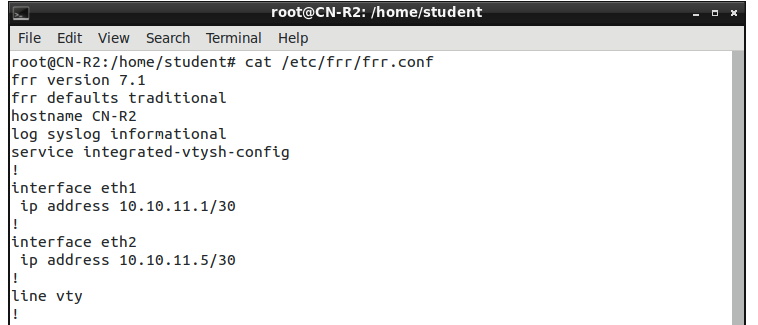 root@CN-R2: /home/student
File Edit View Search Terminal Help
root@CN-R2:/home/student# cat /etc/frr/frr.conf
frr version 7.1
frr defaults traditional
hostname CN-R2
log syslog informational
service integrated-vtysh-config
!
interface eth1
 ip address 10.10.11.1/30
!
interface eth2
 ip address 10.10.11.5/30
!
line vty
!